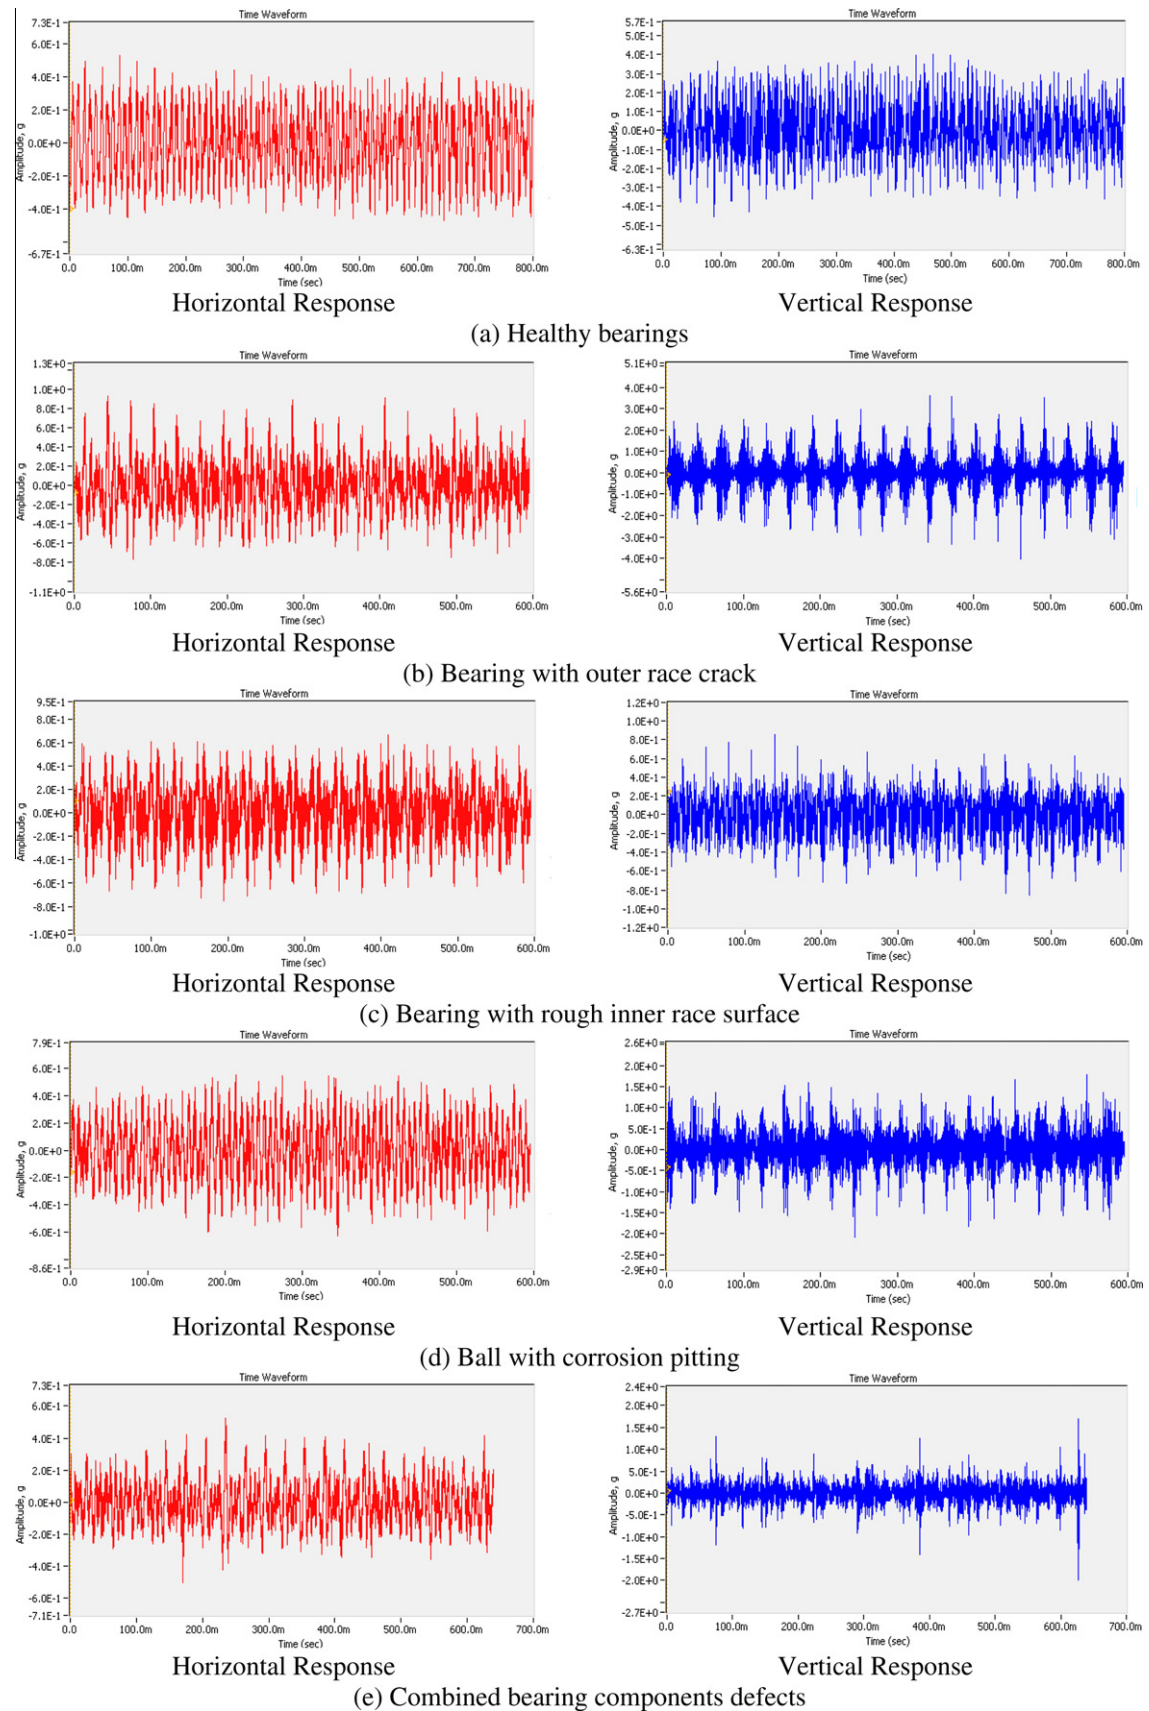 Time Waveform
Amplitude, g
7.3E-1
6.0E-1
4.0E-1
2.0E-1
0.0E+0
-2.0E-1
-4.0E-1
-6.7E-1
0.0 100.0m 200.0m 300.0m 400.0m 500.0m 600.0m 700.0m 800.0m
Time (sec)
Time Waveform
Amplitude, g
5.7E-1
5.0E-1
4.0E-1
3.0E-1
2.0E-1
1.0E-1
0.0E+0
-1.0E-1
-2.0E-1
-3.0E-1
-4.0E-1
-5.0E-1
-6.3E-1
0.0 100.0m 200.0m 300.0m 400.0m 500.0m 600.0m 700.0m 800.0m
Time (sec)
Horizontal Response Vertical Response
(a) Healthy bearings
Time Waveform
Amplitude, g
1.3E+0
1.0E+0
8.0E-1
6.0E-1
4.0E-1
2.0E-1
0.0E+0
-2.0E-1
-4.0E-1
-6.0E-1
-8.0E-1
-1.1E+0
0.0 100.0m 200.0m 300.0m 400.0m 500.0m 600.0m
Time (sec)
Time Waveform
Amplitude, g
5.1E+0
4.0E+0
3.0E+0
2.0E+0
1.0E+0
0.0E+0
-1.0E+0
-2.0E+0
-3.0E+0
-4.0E+0
-5.6E+0
0.0 100.0m 200.0m 300.0m 400.0m 500.0m 600.0m
Time (sec)
Horizontal Response Vertical Response
(b) Bearing with outer race crack
Time Waveform
Amplitude, g
9.5E-1
8.0E-1
6.0E-1
4.0E-1
2.0E-1
0.0E+0
-2.0E-1
-4.0E-1
-6.0E-1
-8.0E-1
-1.0E+0
0.0 100.0m 200.0m 300.0m 400.0m 500.0m 600.0m
Time (sec)
Time Waveform
Amplitude, g
1.2E+0
1.0E+0
8.0E-1
6.0E-1
4.0E-1
2.0E-1
0.0E+0
-2.0E-1
-4.0E-1
-6.0E-1
-8.0E-1
-1.0E+0
-1.2E+0
0.0 100.0m 200.0m 300.0m 400.0m 500.0m 600.0m
Time (sec)
Horizontal Response Vertical Response
(c) Bearing with rough inner race surface
Time Waveform
Amplitude, g
7.9E-1
6.0E-1
4.0E-1
2.0E-1
0.0E+0
-2.0E-1
-4.0E-1
-6.0E-1
-8.6E-1
0.0 100.0m 200.0m 300.0m 400.0m 500.0m 600.0m
Time (sec)
Time Waveform
Amplitude, g
2.6E+0
2.0E+0
1.5E+0
1.0E+0
5.0E-1
0.0E+0
-5.0E-1
-1.0E+0
-1.5E+0
-2.0E+0
-2.5E+0
-2.9E+0
0.0 100.0m 200.0m 300.0m 400.0m 500.0m 600.0m
Time (sec)
Horizontal Response Vertical Response
(d) Ball with corrosion pitting
Time Waveform
Amplitude, g
7.3E-1
6.0E-1
4.0E-1
2.0E-1
0.0E+0
-2.0E-1
-4.0E-1
-6.0E-1
-7.1E-1
0.0 100.0m 200.0m 300.0m 400.0m 500.0m 600.0m 700.0m
Time (sec)
Time Waveform
Amplitude, g
2.4E+0
2.0E+0
1.5E+0
1.0E+0
5.0E-1
0.0E+0
-5.0E-1
-1.0E+0
-1.5E+0
-2.0E+0
-2.7E+0
0.0 100.0m 200.0m 300.0m 400.0m 500.0m 600.0m 700.0m
Time (sec)
Horizontal Response Vertical Response
(e) Combined bearing components defects